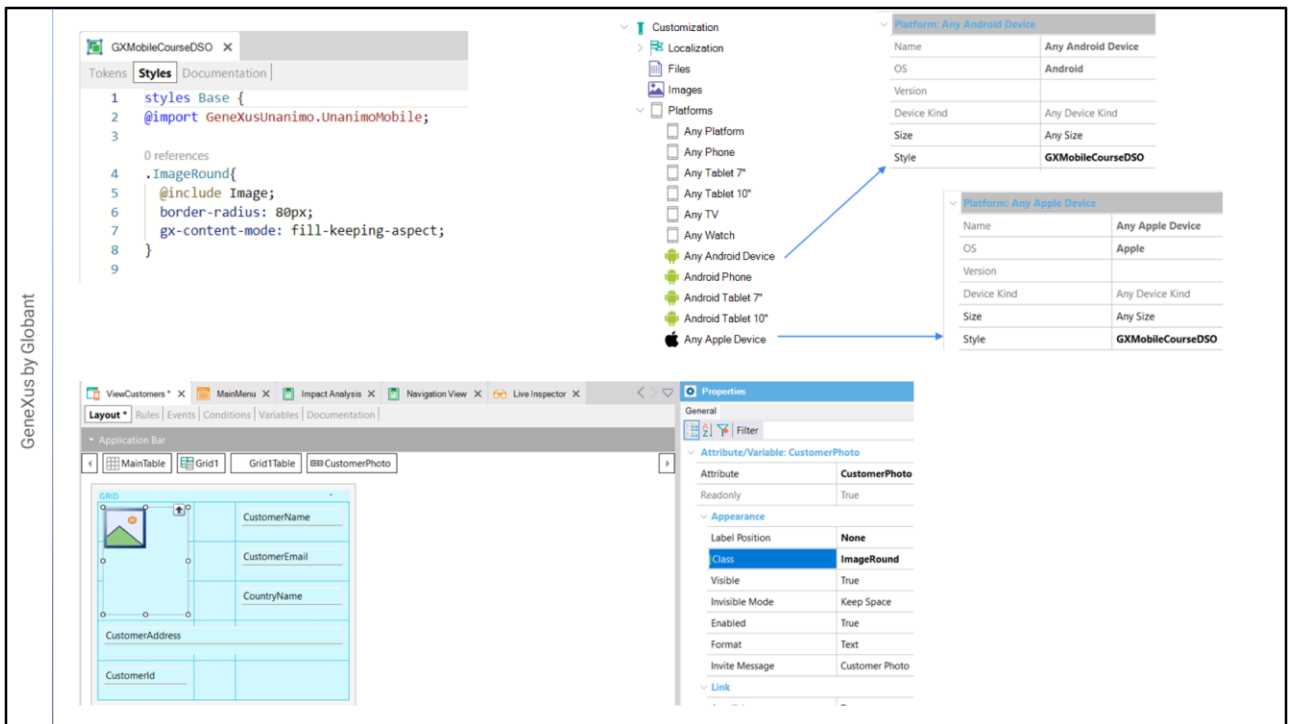 GeneXus by Globant
GXMobileCourseDSO X
Tokens Styles Documentation
1 styles Base {
2 @import GeneXusUnanimo.UnanimoMobile;
3
0 references
4 .ImageRound{
5 @include Image;
6 border-radius: 80px;
7 gx-content-mode: fill-keeping-aspect;
8 }
9
Customization
Localization
Files
Images
Platforms
Any Platform
Any Phone
Any Tablet 7"
Any Tablet 10"
Any TV
Any Watch
Any Android Device
Android Phone
Android Tablet 7"
Android Tablet 10"
Any Apple Device
Platform: Any Android Device
Name Any Android Device
OS Android
Version
Device Kind Any Device Kind
Size Any Size
Style GXMobileCourseDSO
Platform: Any Apple Device
Name Any Apple Device
OS Apple
Version
Device Kind Any Device Kind
Size Any Size
Style GXMobileCourseDSO
ViewCustomers * X MainMenu X Impact Analysis X Navigation View X Live Inspector X
Layout * Rules Events Conditions Variables Documentation
Application Bar
MainTable Grid1 Grid1Table CustomerPhoto
GRID
CustomerName
CustomerEmail
CountryName
CustomerAddress
CustomerId
Properties
General
Filter
Attribute/Variable: CustomerPhoto
Attribute CustomerPhoto
Readonly True
Appearance
Label Position None
Class ImageRound
Visible True
Invisible Mode Keep Space
Enabled True
Format Text
Invite Message Customer Photo
Link